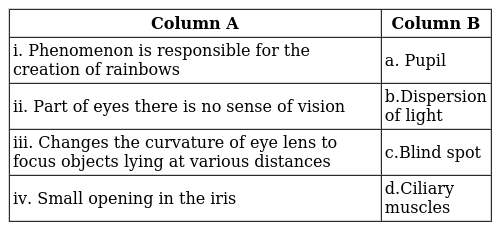 Column A Column B
i. Phenomenon is responsible for the
creation of rainbows
a. Pupil
ii. Part of eyes there is no sense of vision
b.Dispersion
of light
iii. Changes the curvature of eye lens to
focus objects lying at various distances
c.Blind spot
iv. Small opening in the iris
d.Ciliary
muscles